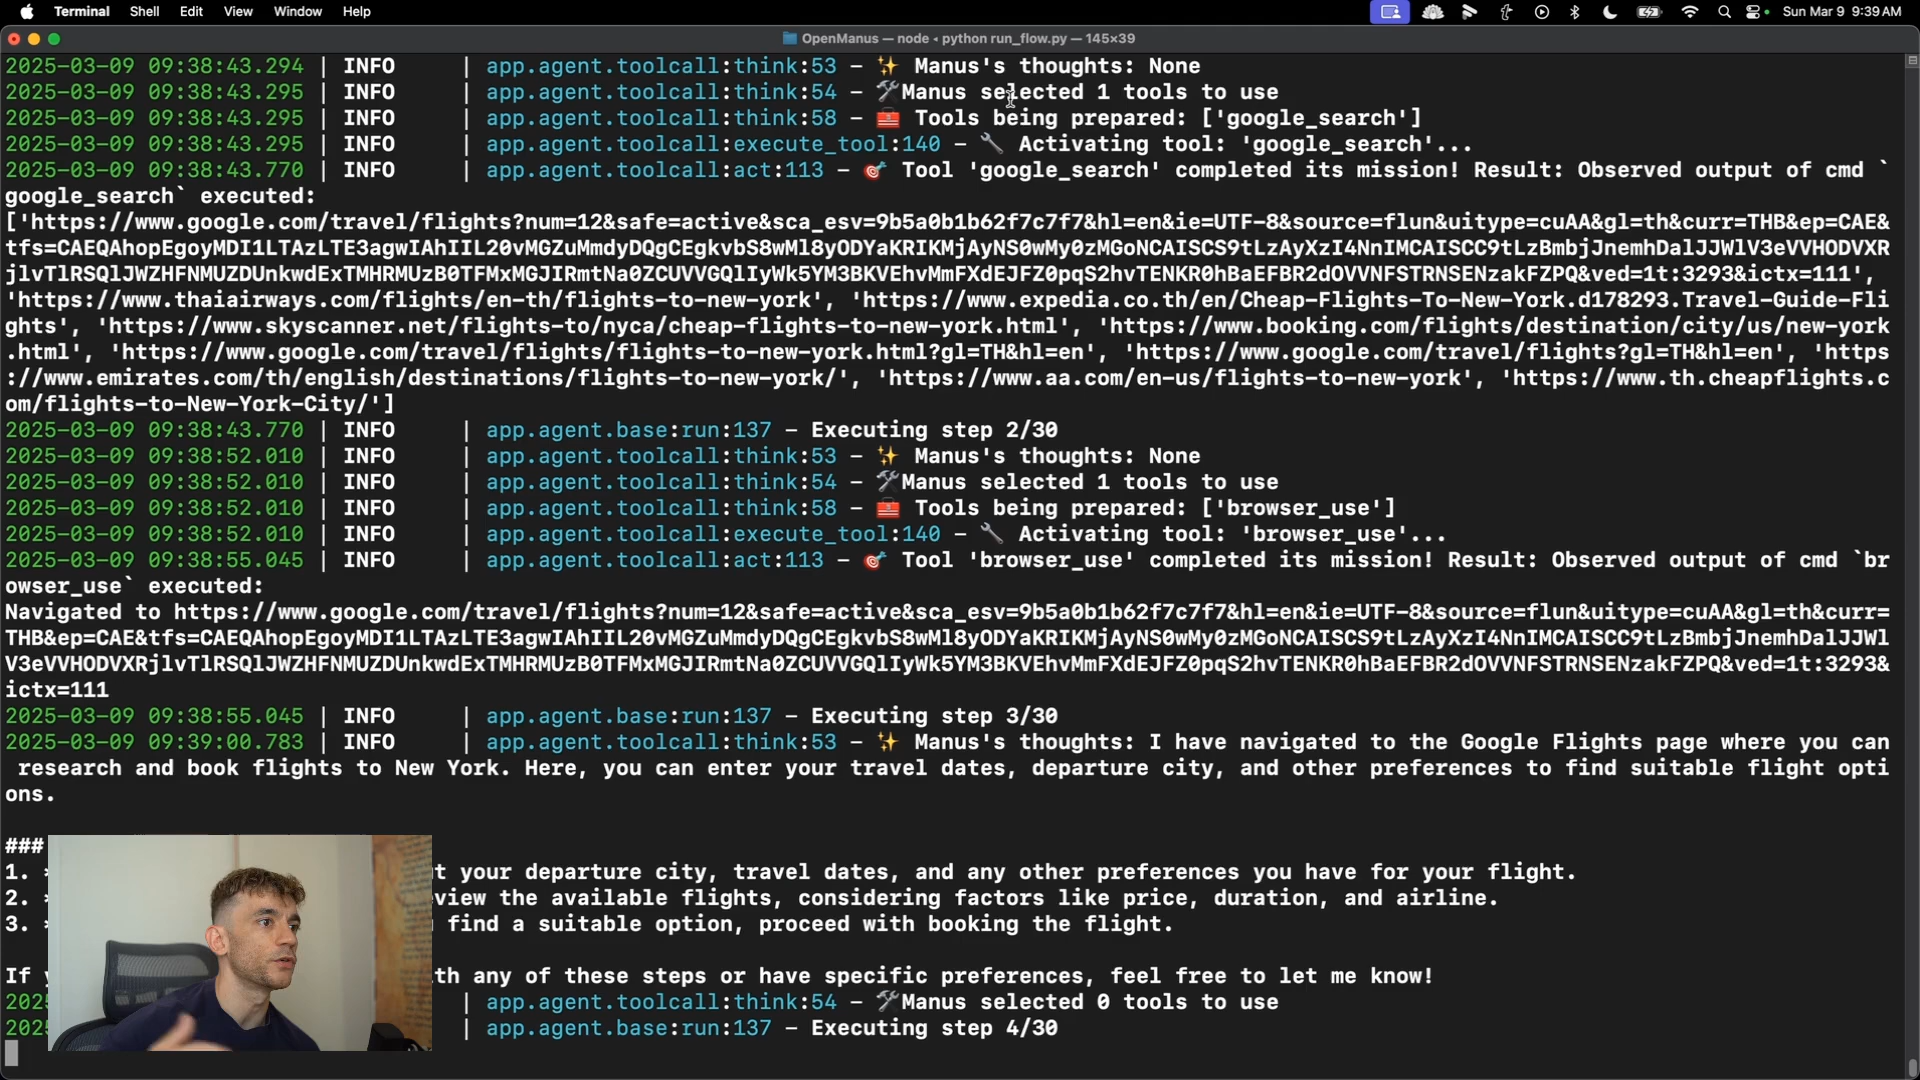 Terminal Shell Edit View Window Help Sun Mar 9 9:39 AM
OpenManus — node ◂ python run_flow.py — 145×39
2025-03-09 09:38:43.294 | INFO | app.agent.toolcall:think:53 - ✨ Manus's thoughts: None
2025-03-09 09:38:43.295 | INFO | app.agent.toolcall:think:54 - 🛠️ Manus selected 1 tools to use
2025-03-09 09:38:43.295 | INFO | app.agent.toolcall:think:58 - 🧰 Tools being prepared: ['google_search']
2025-03-09 09:38:43.295 | INFO | app.agent.toolcall:execute_tool:140 - 🔧 Activating tool: 'google_search'...
2025-03-09 09:38:43.770 | INFO | app.agent.toolcall:act:113 - 🎯 Tool 'google_search' completed its mission! Result: Observed output of cmd `
google_search` executed:
['https://www.google.com/travel/flights?num=12&safe=active&sca_esv=9b5a0b1b62f7c7f7&hl=en&ie=UTF-8&source=flun&uitype=cuAA&gl=th&curr=THB&ep=CAE&
tfs=CAEQAhopEgoyMDI1LTAzLTE3agwIAhIIL20vMGZuMmdyDQgCEgkvbS8wMl8yODYaKRIKMjAyNS0wMy0zMGoNCAISCS9tLzAyXzI4NnIMCAISCC9tLzBmbjJnemhDalJJWlV3eVVHODVXR
jlvTlRSQlJWZHFNMUZDUnkwdExTMHRMUzB0TFMxMGJIRmtNa0ZCUVVGQlIyWk5YM3BKVEhvMmFXdEJFZ0pqS2hvTENKR0hBaEFBR2dOVVNFSTRNSENzakFZPQ&ved=1t:3293&ictx=111',
'https://www.thaiairways.com/flights/en-th/flights-to-new-york', 'https://www.expedia.co.th/en/Cheap-Flights-To-New-York.d178293.Travel-Guide-Fli
ghts', 'https://www.skyscanner.net/flights-to/nyca/cheap-flights-to-new-york.html', 'https://www.booking.com/flights/destination/city/us/new-york
.html', 'https://www.google.com/travel/flights/flights-to-new-york.html?gl=TH&hl=en', 'https://www.google.com/travel/flights?gl=TH&hl=en', 'https
://www.emirates.com/th/english/destinations/flights-to-new-york/', 'https://www.aa.com/en-us/flights-to-new-york', 'https://www.th.cheapflights.c
om/flights-to-New-York-City/']
2025-03-09 09:38:43.770 | INFO | app.agent.base:run:137 - Executing step 2/30
2025-03-09 09:38:52.010 | INFO | app.agent.toolcall:think:53 - ✨ Manus's thoughts: None
2025-03-09 09:38:52.010 | INFO | app.agent.toolcall:think:54 - 🛠️ Manus selected 1 tools to use
2025-03-09 09:38:52.010 | INFO | app.agent.toolcall:think:58 - 🧰 Tools being prepared: ['browser_use']
2025-03-09 09:38:52.010 | INFO | app.agent.toolcall:execute_tool:140 - 🔧 Activating tool: 'browser_use'...
2025-03-09 09:38:55.045 | INFO | app.agent.toolcall:act:113 - 🎯 Tool 'browser_use' completed its mission! Result: Observed output of cmd `br
owser_use` executed:
Navigated to https://www.google.com/travel/flights?num=12&safe=active&sca_esv=9b5a0b1b62f7c7f7&hl=en&ie=UTF-8&source=flun&uitype=cuAA&gl=th&curr=
THB&ep=CAE&tfs=CAEQAhopEgoyMDI1LTAzLTE3agwIAhIIL20vMGZuMmdyDQgCEgkvbS8wMl8yODYaKRIKMjAyNS0wMy0zMGoNCAISCS9tLzAyXzI4NnIMCAISCC9tLzBmbjJnemhDalJJWl
V3eVVHODVXRjlvTlRSQlJWZHFNMUZDUnkwdExTMHRMUzB0TFMxMGJIRmtNa0ZCUVVGQlIyWk5YM3BKVEhvMmFXdEJFZ0pqS2hvTENKR0hBaEFBR2dOVVNFSTRNSENzakFZPQ&ved=1t:3293&
ictx=111
2025-03-09 09:38:55.045 | INFO | app.agent.base:run:137 - Executing step 3/30
2025-03-09 09:39:00.783 | INFO | app.agent.toolcall:think:53 - ✨ Manus's thoughts: I have navigated to the Google Flights page where you can
research and book flights to New York. Here, you can enter your travel dates, departure city, and other preferences to find suitable flight opti
ons.
###
1. t your departure city, travel dates, and any other preferences you have for your flight.
2. view the available flights, considering factors like price, duration, and airline.
3. find a suitable option, proceed with booking the flight.
If th any of these steps or have specific preferences, feel free to let me know!
202 | app.agent.toolcall:think:54 - 🛠️ Manus selected 0 tools to use
202 | app.agent.base:run:137 - Executing step 4/30